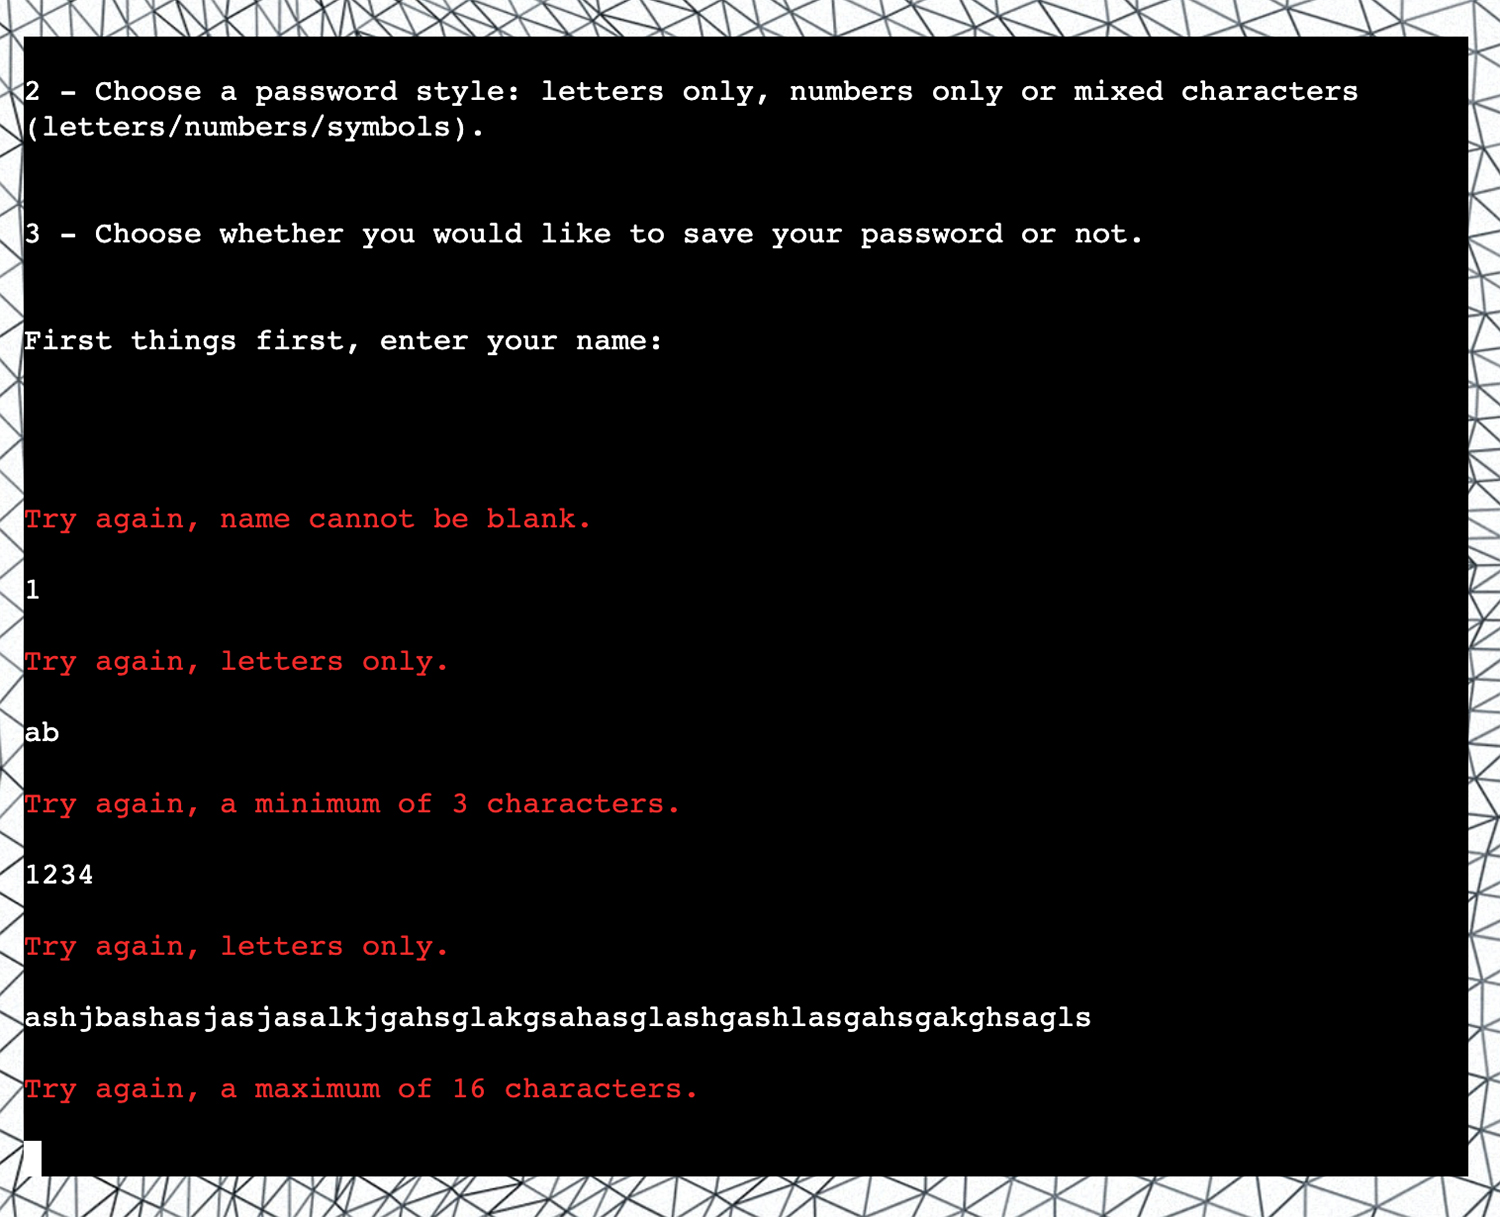 2 – Choose a password style: letters only, numbers only or mixed characters
(letters/numbers/symbols).
3 – Choose whether you would like to save your password or not.
First things first, enter your name:
Try again, name cannot be blank.
1
Try again, letters only.
ab
Try again, a minimum of 3 characters.
1234
Try again, letters only.
ashjbashasjasjasalkjgahsglakgsahasglashgashlasgahsgakghsagls
Try again, a maximum of 16 characters.